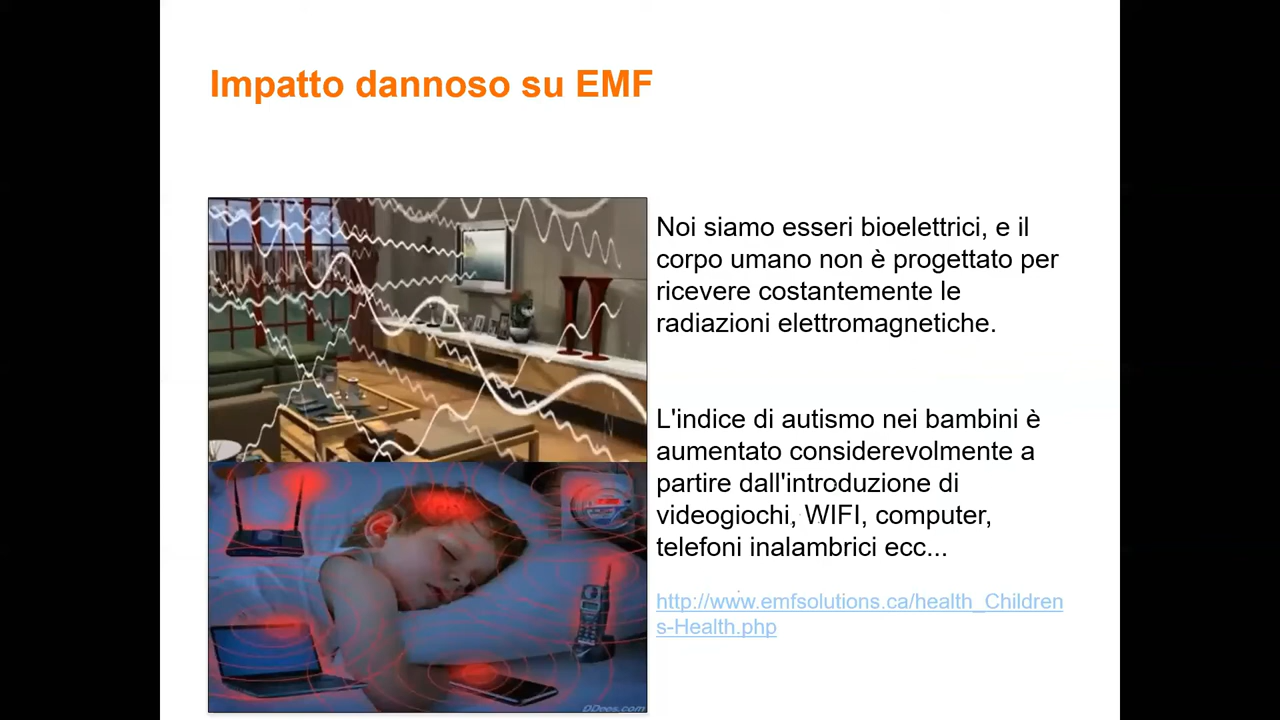 Impatto dannoso su EMF
Noi siamo esseri bioelettrici, e il
corpo umano non è progettato per
ricevere costantemente le
radiazioni elettromagnetiche.
L'indice di autismo nei bambini è
aumentato considerevolmente a
partire dall'introduzione di
videogiochi, WIFI, computer,
telefoni inalambrici ecc...
http://www.emfsolutions.ca/health_Children
s-Health.php
DDees.com